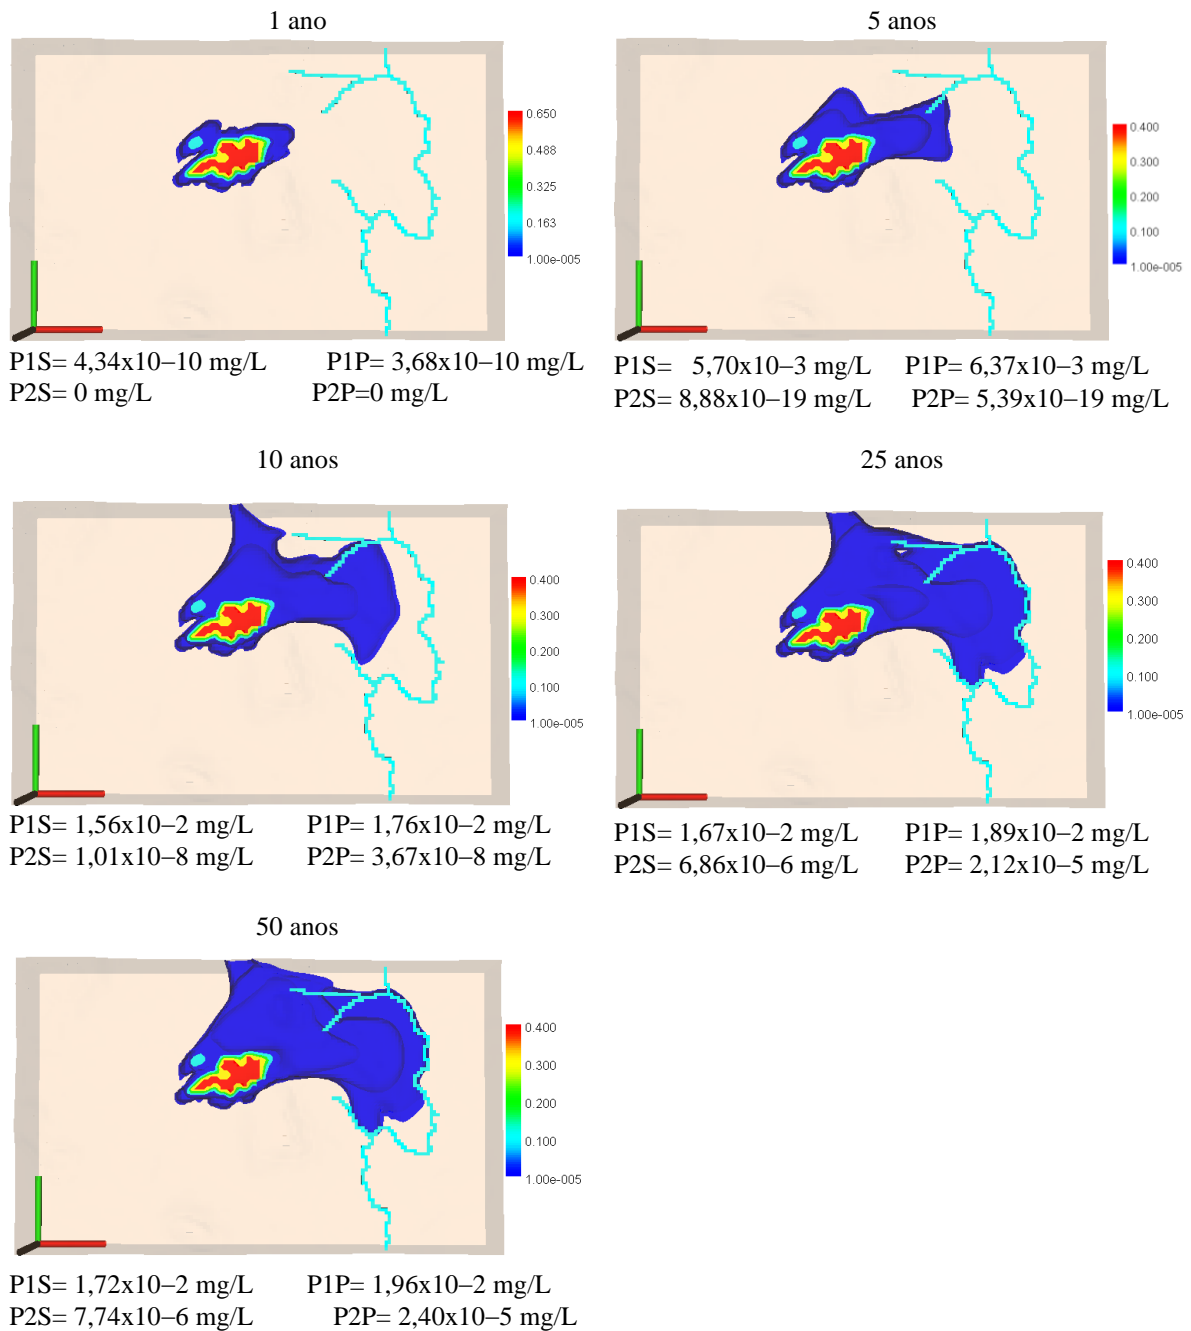 1 ano
0.650
0.488
0.325
0.163
1.00e-005
P1S= 4,34x10−10 mg/L P1P= 3,68x10−10 mg/L
P2S= 0 mg/L P2P=0 mg/L
5 anos
0.400
0.300
0.200
0.100
1.00e-005
P1S= 5,70x10−3 mg/L P1P= 6,37x10−3 mg/L
P2S= 8,88x10−19 mg/L P2P= 5,39x10−19 mg/L
10 anos
0.400
0.300
0.200
0.100
1.00e-005
P1S= 1,56x10−2 mg/L P1P= 1,76x10−2 mg/L
P2S= 1,01x10−8 mg/L P2P= 3,67x10−8 mg/L
25 anos
0.400
0.300
0.200
0.100
1.00e-005
P1S= 1,67x10−2 mg/L P1P= 1,89x10−2 mg/L
P2S= 6,86x10−6 mg/L P2P= 2,12x10−5 mg/L
50 anos
0.400
0.300
0.200
0.100
1.00e-005
P1S= 1,72x10−2 mg/L P1P= 1,96x10−2 mg/L
P2S= 7,74x10−6 mg/L P2P= 2,40x10−5 mg/L